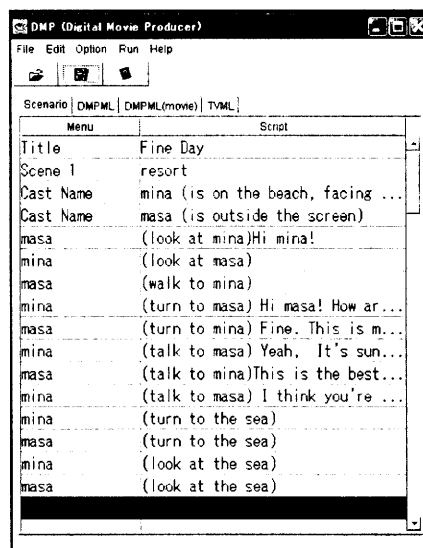 DMP (Digital Movie Producer)
File Edit Option Run Help
Scenario DMPML DMPML(movie) TVML
Menu Script
Title Fine Day
Scene 1 resort
Cast Name mina (is on the beach, facing ...
Cast Name masa (is outside the screen)
masa (look at mina)Hi mina!
mina (look at masa)
masa (walk to mina)
mina (turn to masa) Hi masa! How ar...
masa (turn to mina) Fine. This is m...
mina (talk to masa) Yeah, It's sun...
masa (talk to mina)This is the best...
mina (talk to masa) I think you're ...
mina (turn to the sea)
masa (turn to the sea)
mina (look at the sea)
masa (look at the sea)